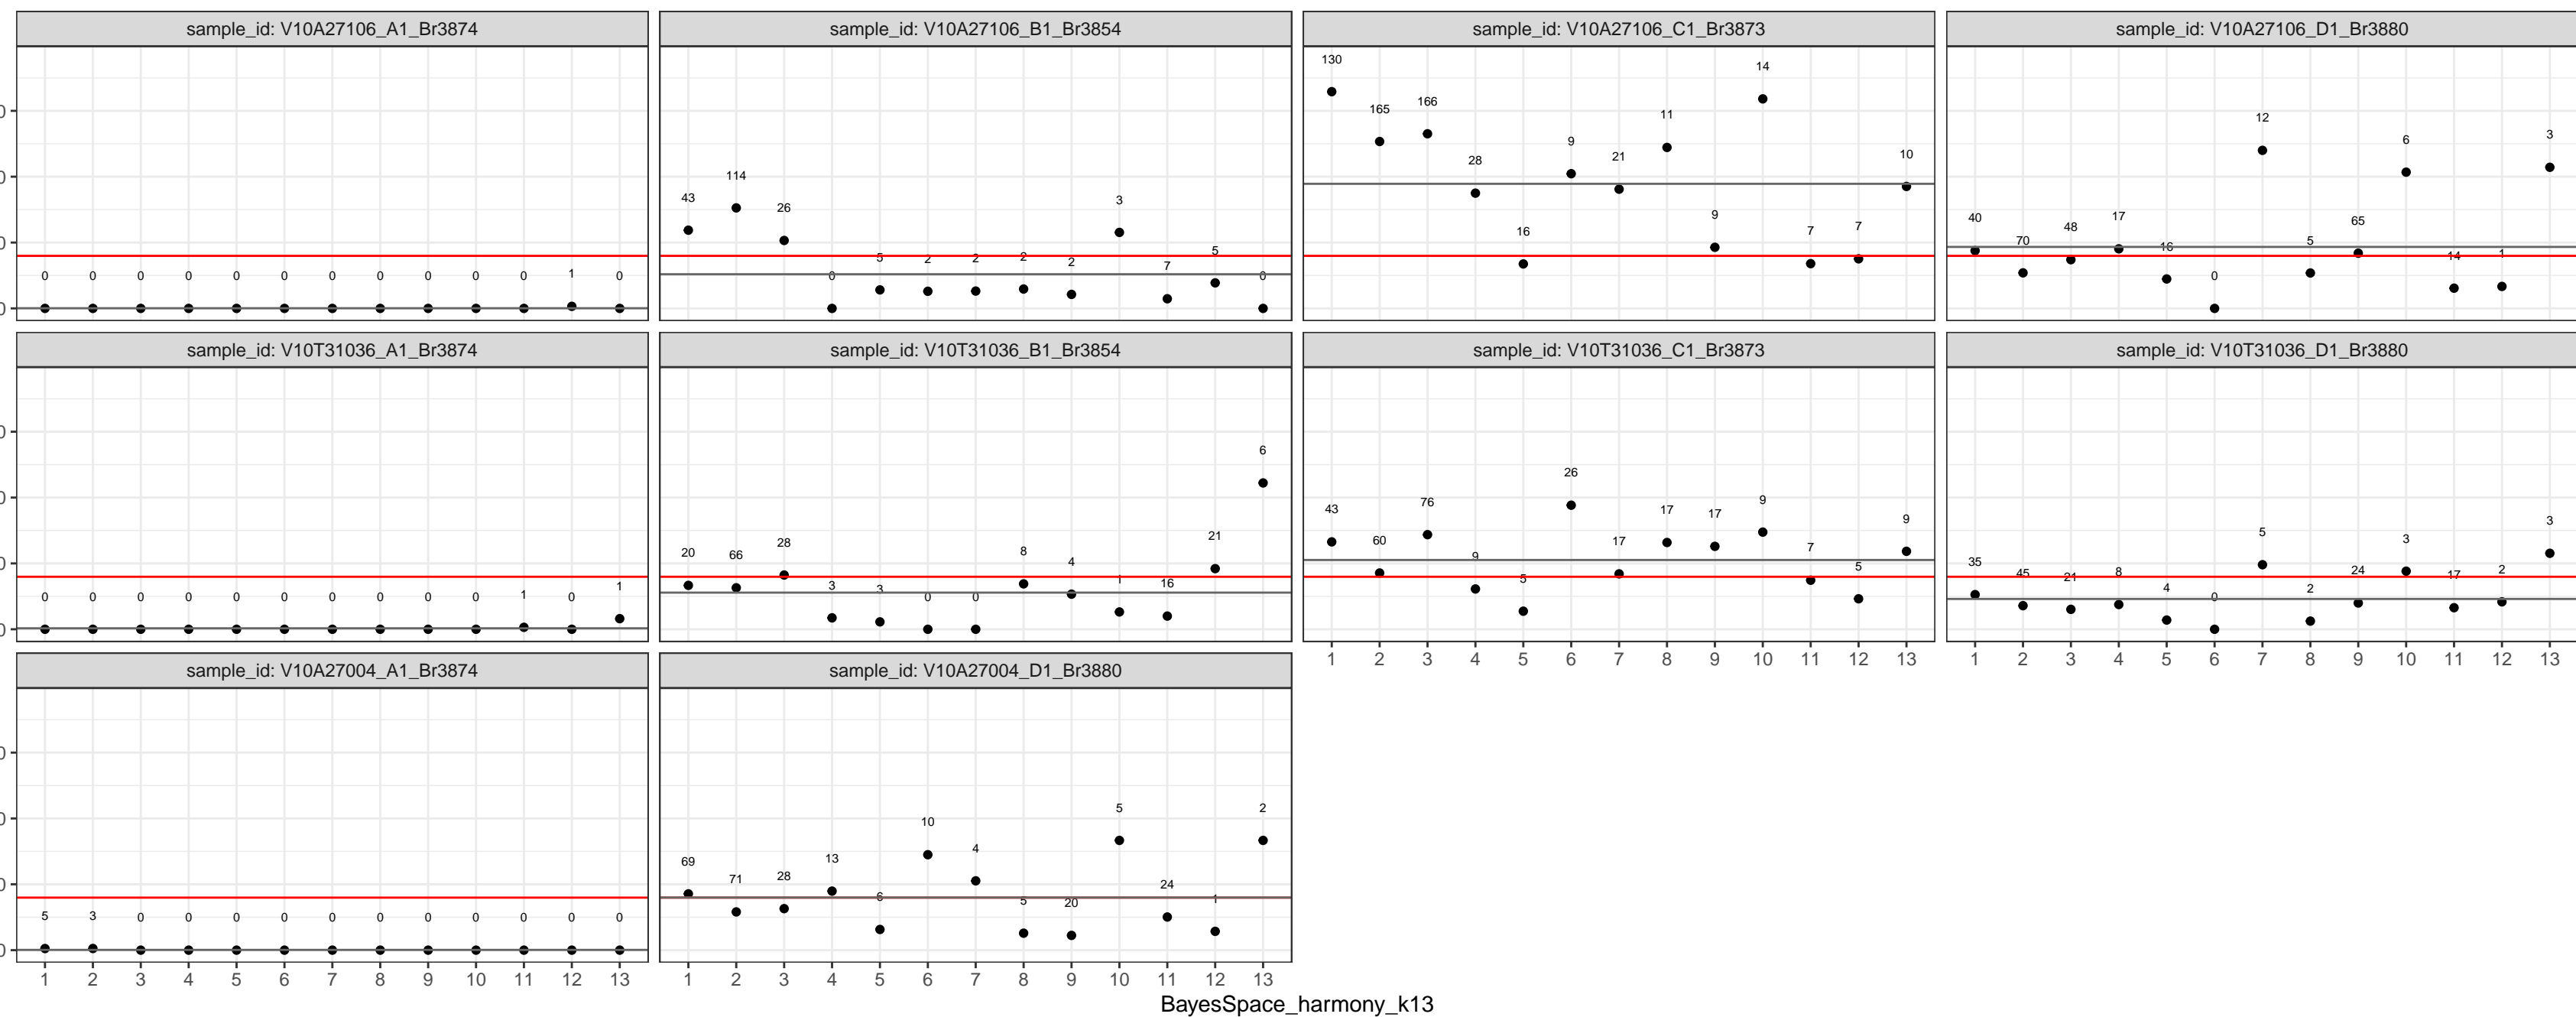 sample_id: V10A27106_A1_Br3874
sample_id: V10A27106_B1_Br3854
sample_id: V10A27106_C1_Br3873
sample_id: V10A27106_D1_Br3880
0 0 0 0 0 0 0 0 0 0 0 1 0
43 114 26 0 5 2 2 2 2 3 7 5 0
130 165 166 28 16 9 21 11 9 14 7 7 10
40 70 48 17 16 0 12 5 65 6 14 1 3
sample_id: V10T31036_A1_Br3874
sample_id: V10T31036_B1_Br3854
sample_id: V10T31036_C1_Br3873
sample_id: V10T31036_D1_Br3880
0 0 0 0 0 0 0 0 0 0 1 0 1
20 66 28 3 3 0 0 8 4 1 16 21 6
43 60 76 9 5 26 17 17 17 9 7 5 9
35 45 21 8 4 0 5 2 24 3 17 2 3
1 2 3 4 5 6 7 8 9 10 11 12 13
1 2 3 4 5 6 7 8 9 10 11 12 13
sample_id: V10A27004_A1_Br3874
sample_id: V10A27004_D1_Br3880
5 3 0 0 0 0 0 0 0 0 0 0 0
69 71 28 13 6 10 4 5 20 5 24 1 2
1 2 3 4 5 6 7 8 9 10 11 12 13
1 2 3 4 5 6 7 8 9 10 11 12 13
BayesSpace_harmony_k13